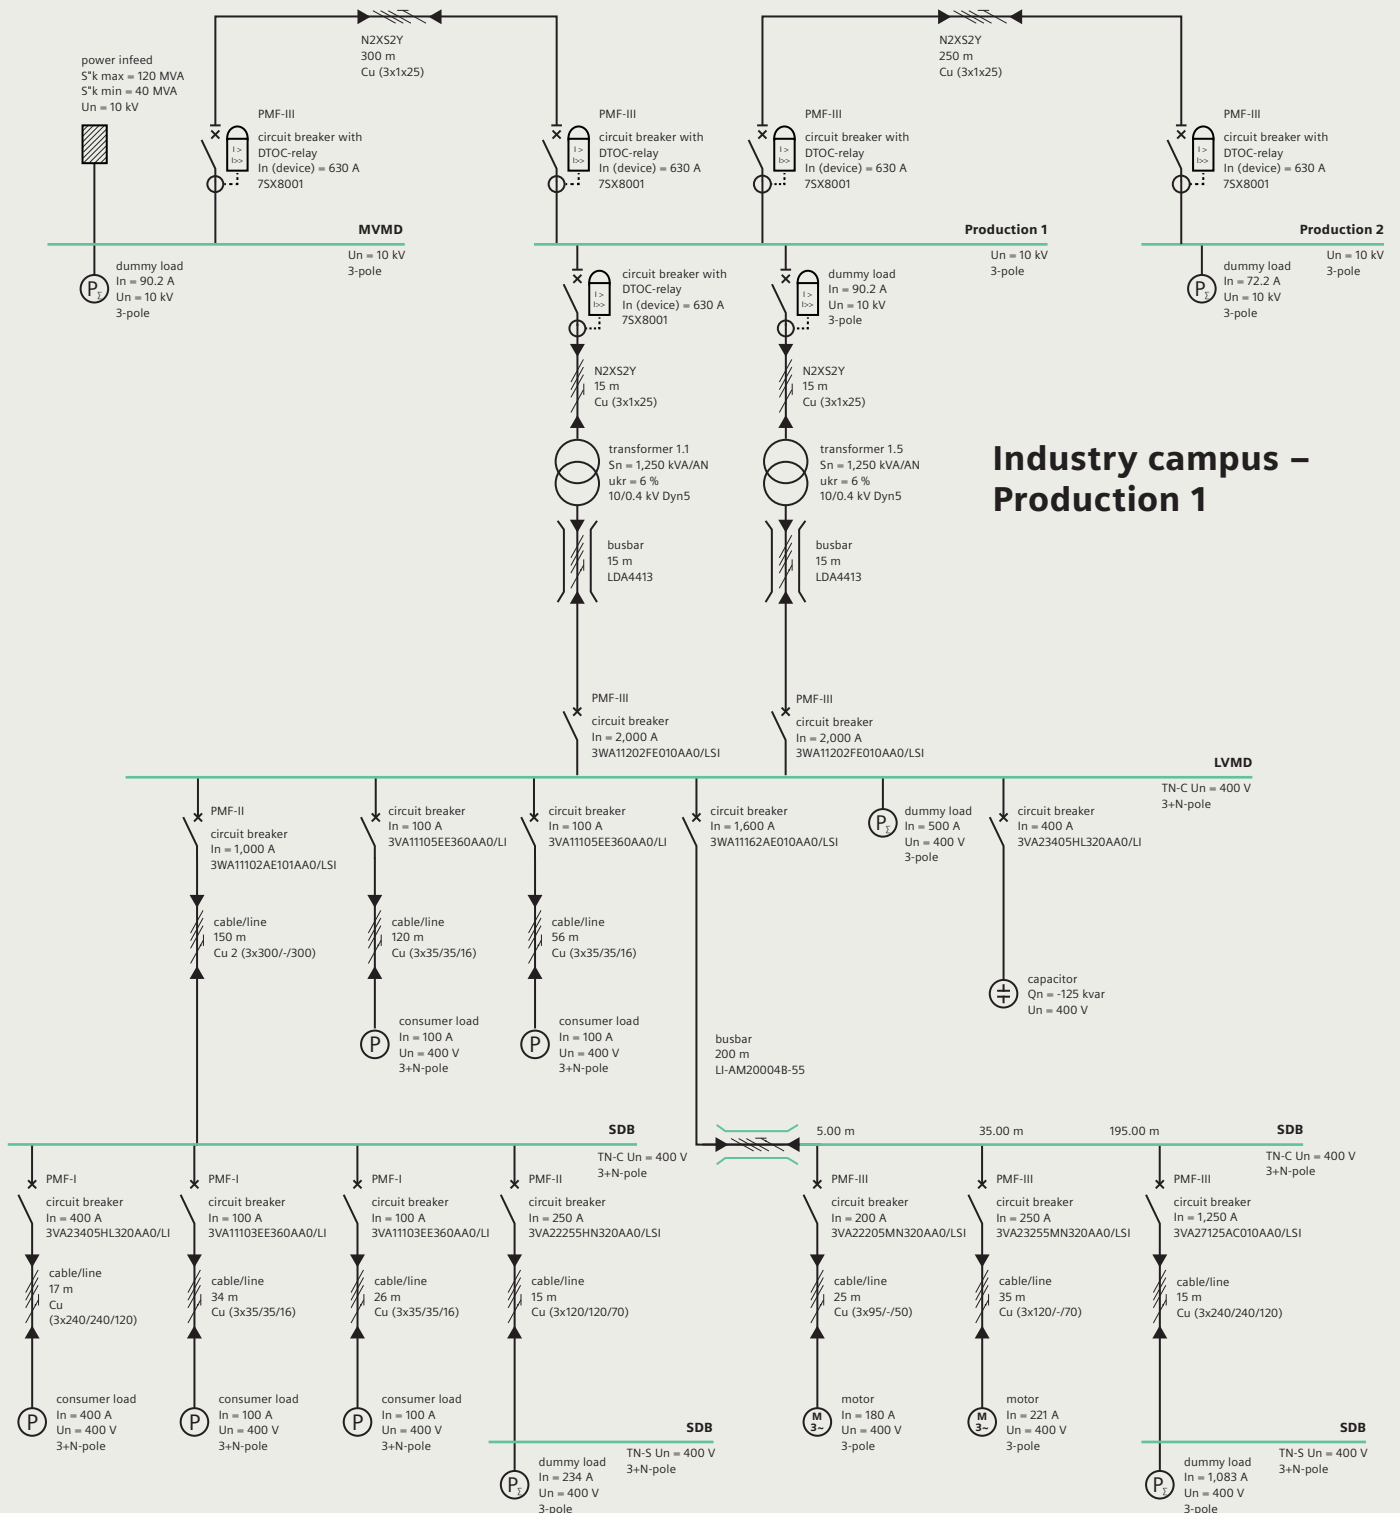 N2XS2Y
300 m
Cu (3x1x25)
N2XS2Y
250 m
Cu (3x1x25)
power infeed
S"k max = 120 MVA
S"k min = 40 MVA
Un = 10 kV
PMF-III
circuit breaker with
DTOC-relay
In (device) = 630 A
7SX8001
I >
I>>
PMF-III
circuit breaker with
DTOC-relay
In (device) = 630 A
7SX8001
I >
I>>
PMF-III
circuit breaker with
DTOC-relay
In (device) = 630 A
7SX8001
I >
I>>
PMF-III
circuit breaker with
DTOC-relay
In (device) = 630 A
7SX8001
I >
I>>
MVMD
Un = 10 kV
3-pole
Production 1
Un = 10 kV
3-pole
Production 2
Un = 10 kV
3-pole
PΣ
dummy load
In = 90.2 A
Un = 10 kV
3-pole
I >
I>>
circuit breaker with
DTOC-relay
In (device) = 630 A
7SX8001
I >
I>>
dummy load
In = 90.2 A
Un = 10 kV
3-pole
PΣ
dummy load
In = 72.2 A
Un = 10 kV
3-pole
N2XS2Y
15 m
Cu (3x1x25)
N2XS2Y
15 m
Cu (3x1x25)
transformer 1.1
Sn = 1,250 kVA/AN
ukr = 6 %
10/0.4 kV Dyn5
transformer 1.5
Sn = 1,250 kVA/AN
ukr = 6 %
10/0.4 kV Dyn5
Industry campus –
Production 1
busbar
15 m
LDA4413
busbar
15 m
LDA4413
PMF-III
circuit breaker
In = 2,000 A
3WA11202FE010AA0/LSI
PMF-III
circuit breaker
In = 2,000 A
3WA11202FE010AA0/LSI
LVMD
TN-C Un = 400 V
3+N-pole
PMF-II
circuit breaker
In = 1,000 A
3WA11102AE101AA0/LSI
circuit breaker
In = 100 A
3VA11105EE360AA0/LI
circuit breaker
In = 100 A
3VA11105EE360AA0/LI
circuit breaker
In = 1,600 A
3WA11162AE010AA0/LSI
PΣ
dummy load
In = 500 A
Un = 400 V
3-pole
circuit breaker
In = 400 A
3VA23405HL320AA0/LI
cable/line
150 m
Cu 2 (3x300/-/300)
cable/line
120 m
Cu (3x35/35/16)
cable/line
56 m
Cu (3x35/35/16)
capacitor
Qn = -125 kvar
Un = 400 V
P
consumer load
In = 100 A
Un = 400 V
3+N-pole
P
consumer load
In = 100 A
Un = 400 V
3+N-pole
busbar
200 m
LI-AM20004B-55
SDB
TN-C Un = 400 V
3+N-pole
5.00 m
35.00 m
195.00 m
SDB
TN-C Un = 400 V
3+N-pole
PMF-I
circuit breaker
In = 400 A
3VA23405HL320AA0/LI
PMF-I
circuit breaker
In = 100 A
3VA11103EE360AA0/LI
PMF-I
circuit breaker
In = 100 A
3VA11103EE360AA0/LI
PMF-II
circuit breaker
In = 250 A
3VA22255HN320AA0/LSI
PMF-III
circuit breaker
In = 200 A
3VA22205MN320AA0/LSI
PMF-III
circuit breaker
In = 250 A
3VA23255MN320AA0/LSI
PMF-III
circuit breaker
In = 1,250 A
3VA27125AC010AA0/LSI
cable/line
17 m
Cu
(3x240/240/120)
cable/line
34 m
Cu (3x35/35/16)
cable/line
26 m
Cu (3x35/35/16)
cable/line
15 m
Cu (3x120/120/70)
cable/line
25 m
Cu (3x95/-/50)
cable/line
35 m
Cu (3x120/-/70)
cable/line
15 m
Cu (3x240/240/120)
P
consumer load
In = 400 A
Un = 400 V
3+N-pole
P
consumer load
In = 100 A
Un = 400 V
3+N-pole
P
consumer load
In = 100 A
Un = 400 V
3+N-pole
M
3~
motor
In = 180 A
Un = 400 V
3-pole
M
3~
motor
In = 221 A
Un = 400 V
3-pole
SDB
TN-S Un = 400 V
3+N-pole
PΣ
dummy load
In = 234 A
Un = 400 V
3-pole
SDB
TN-S Un = 400 V
3+N-pole
PΣ
dummy load
In = 1,083 A
Un = 400 V
3-pole